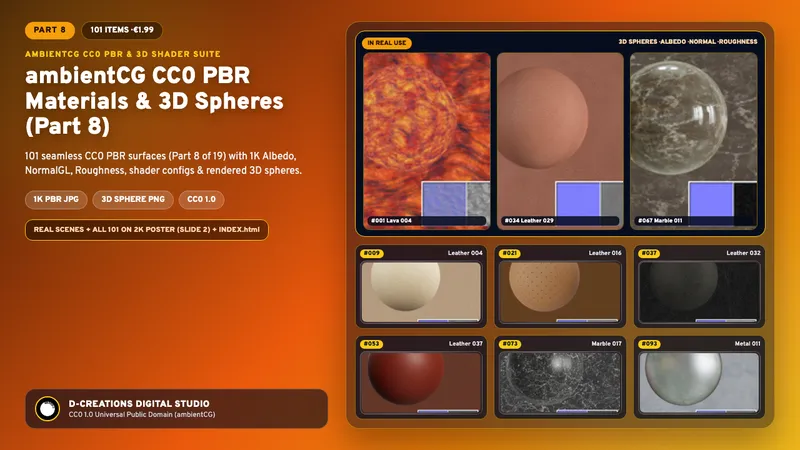 PART 8
101 ITEMS ·€1.99
AMBIENTCG CC0 PBR & 3D SHADER SUITE
ambientCG CC0 PBR
Materials & 3D Spheres
(Part 8)
101 seamless CC0 PBR surfaces (Part 8 of 19) with 1K Albedo,
NormalGL, Roughness, shader configs & rendered 3D spheres.
1K PBR JPG
3D SPHERE PNG
CC0 1.0
REAL SCENES + ALL 101 ON 2K POSTER (SLIDE 2) + INDEX.html
D-CREATIONS DIGITAL STUDIO
CC0 1.0 Universal Public Domain (ambientCG)
IN REAL USE
3D SPHERES ·ALBEDO ·NORMAL ·ROUGHNESS
#001 Lava 004
#034 Leather 029
#067 Marble 011
#009
Leather 004
#021
Leather 016
#037
Leather 032
#053
Leather 037
#073
Marble 017
#093
Metal 011